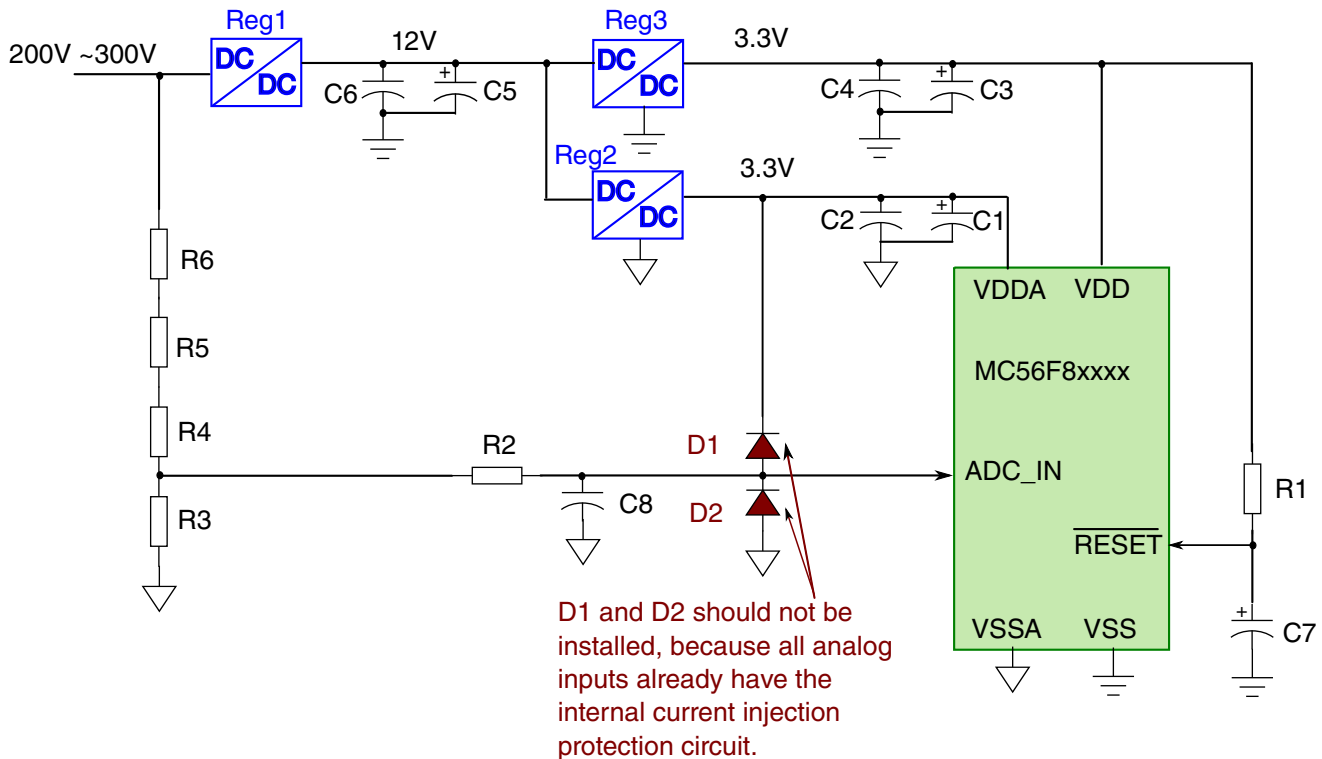 Reg1
Reg3
200V ~300V
12V
3.3V
DC
DC
DC
DC
C6
C5
C4
C3
Reg2
3.3V
DC
DC
C2
C1
R6
VDDA
VDD
R5
MC56F8xxxx
R4
R2
D1
ADC_IN
R1
R3
C8
D2
RESET
D1 and D2 should not be
installed, because all analog
inputs already have the
internal current injection
protection circuit.
VSSA
VSS
C7